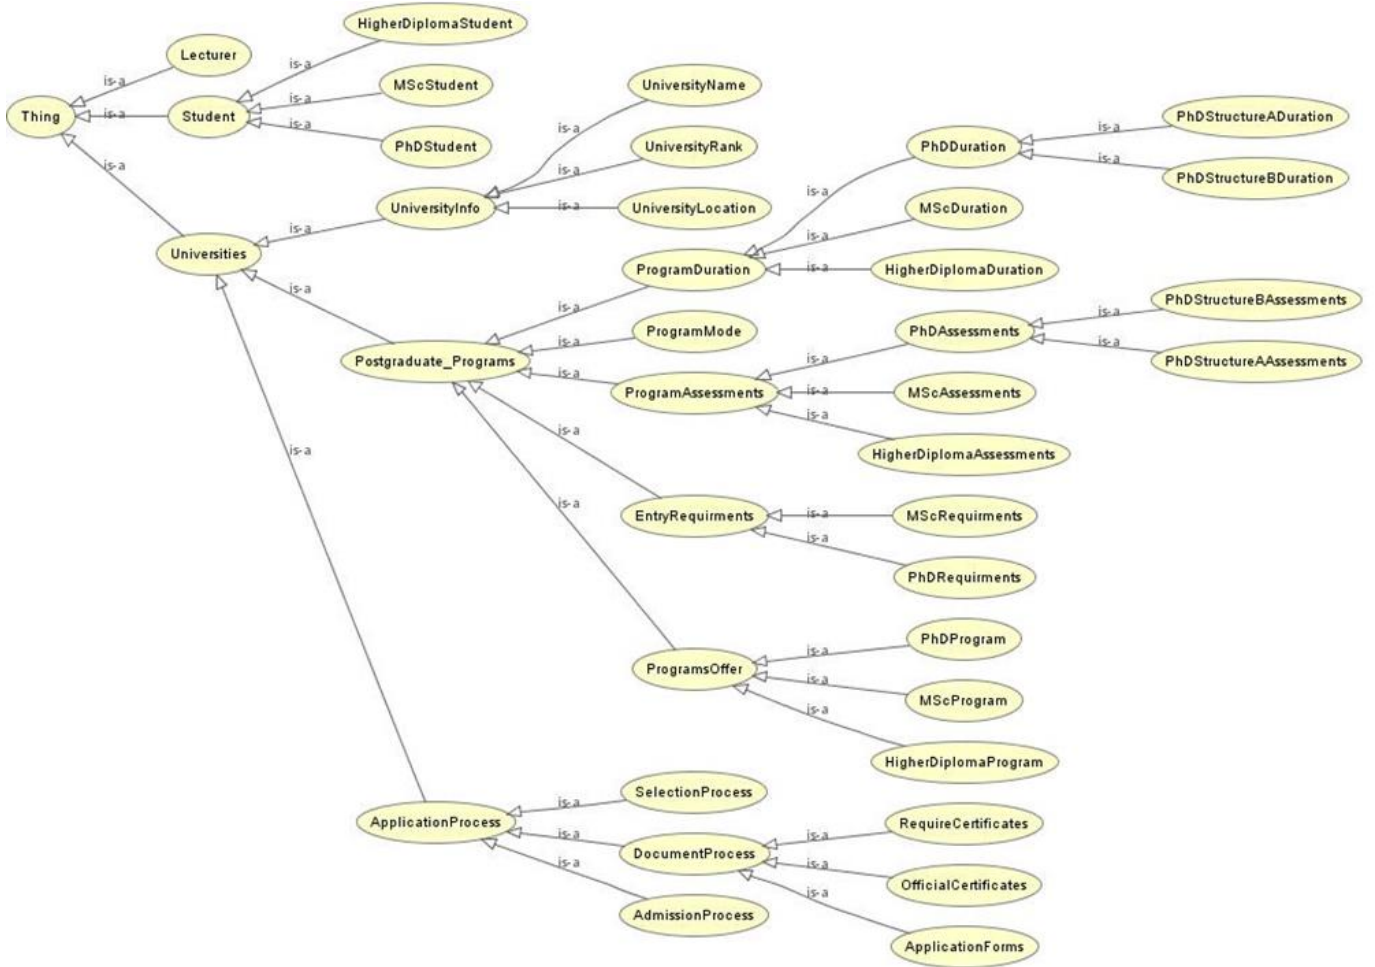 HigherDiplomaStudent
Lecturer
is-a
is-a
MScStudent
is-a
UniversityName
Thing
is-a
Student
is-a
PhDStructureADuration
is-a
is-a
PhDStudent
UniversityRank
PhDDuration
is-a
is-a
is-a
PhDStructureBDuration
is-a
UniversityInfo
is-a
UniversityLocation
MScDuration
is-a
is-a
Universities
ProgramDuration
is-a
HigherDiplomaDuration
is-a
is-a
PhDStructureBAssessments
is-a
ProgramMode
PhDAssessments
is-a
Postgraduate_Programs
is-a
is-a
PhDStructureAAssessments
is-a
ProgramAssessments
is-a
MScAssessments
is-a
is-a
is-a
HigherDiplomaAssessments
is-a
EntryRequirments
is-a
MScRequirments
is-a
PhDRequirments
PhDProgram
is-a
ProgramsOffer
is-a
MScProgram
is-a
HigherDiplomaProgram
SelectionProcess
is-a
ApplicationProcess
RequireCertificates
is-a
is-a
DocumentProcess
is-a
is-a
OfficialCertificates
is-a
AdmissionProcess
ApplicationForms